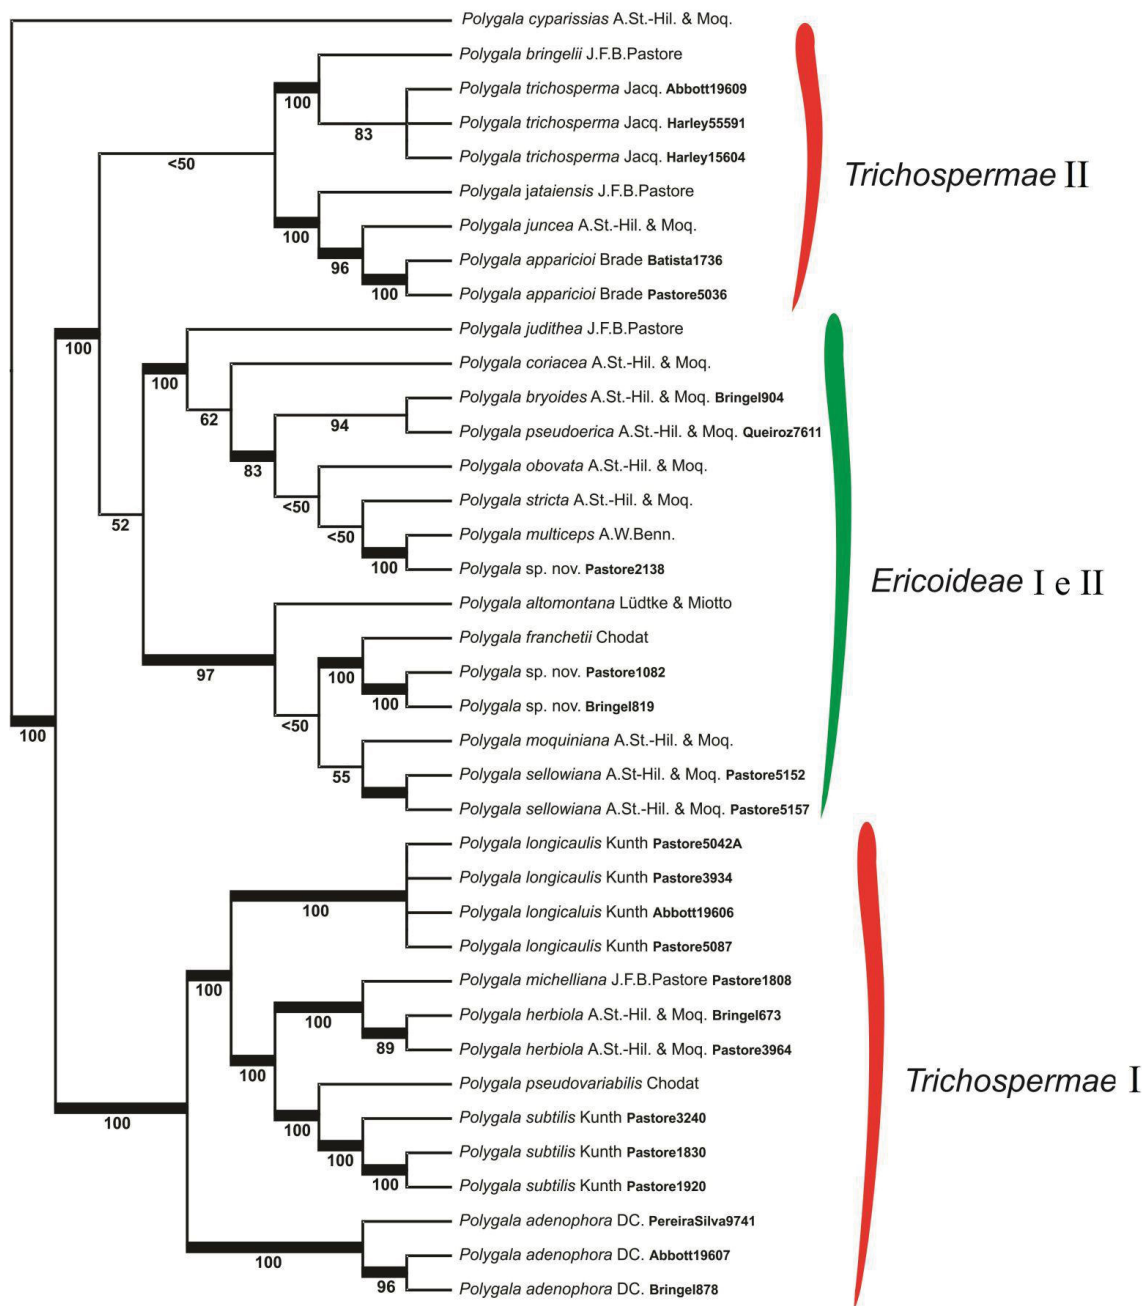 Polygala cyparissias A.St.-Hil. & Moq.
Polygala bringelii J.F.B.Pastore
100
Polygala trichosperma Jacq. Abbott19609
Polygala trichosperma Jacq. Harley55591
83
Polygala trichosperma Jacq. Harley15604
<50
Trichospermae II
Polygala jataiensis J.F.B.Pastore
100
Polygala juncea A.St.-Hil. & Moq.
96
Polygala apparicioi Brade Batista1736
100
Polygala apparicioi Brade Pastore5036
100
Polygala judithea J.F.B.Pastore
100
Polygala coriacea A.St.-Hil. & Moq.
62
Polygala bryoides A.St.-Hil. & Moq. Bringel904
94
Polygala pseudoerica A.St.-Hil. & Moq. Queiroz7611
83
Polygala obovata A.St.-Hil. & Moq.
<50
Polygala stricta A.St.-Hil. & Moq.
52
<50
Polygala multiceps A.W.Benn.
100
Polygala sp. nov. Pastore2138
Ericoideae I e II
Polygala altomontana Lüdtke & Miotto
97
Polygala franchetii Chodat
100
Polygala sp. nov. Pastore1082
100
Polygala sp. nov. Bringel819
<50
100
Polygala moquiniana A.St.-Hil. & Moq.
55
Polygala sellowiana A.St-Hil. & Moq. Pastore5152
Polygala sellowiana A.St.-Hil. & Moq. Pastore5157
Polygala longicaulis Kunth Pastore5042A
Polygala longicaulis Kunth Pastore3934
100
Polygala longicaluis Kunth Abbott19606
Polygala longicaulis Kunth Pastore5087
100
Polygala michelliana J.F.B.Pastore Pastore1808
100
Polygala herbiola A.St.-Hil. & Moq. Bringel673
89
Polygala herbiola A.St.-Hil. & Moq. Pastore3964
100
Trichospermae I
Polygala pseudovariabilis Chodat
100
100
Polygala subtilis Kunth Pastore3240
100
Polygala subtilis Kunth Pastore1830
100
Polygala subtilis Kunth Pastore1920
Polygala adenophora DC. PereiraSilva9741
100
Polygala adenophora DC. Abbott19607
96
Polygala adenophora DC. Bringel878